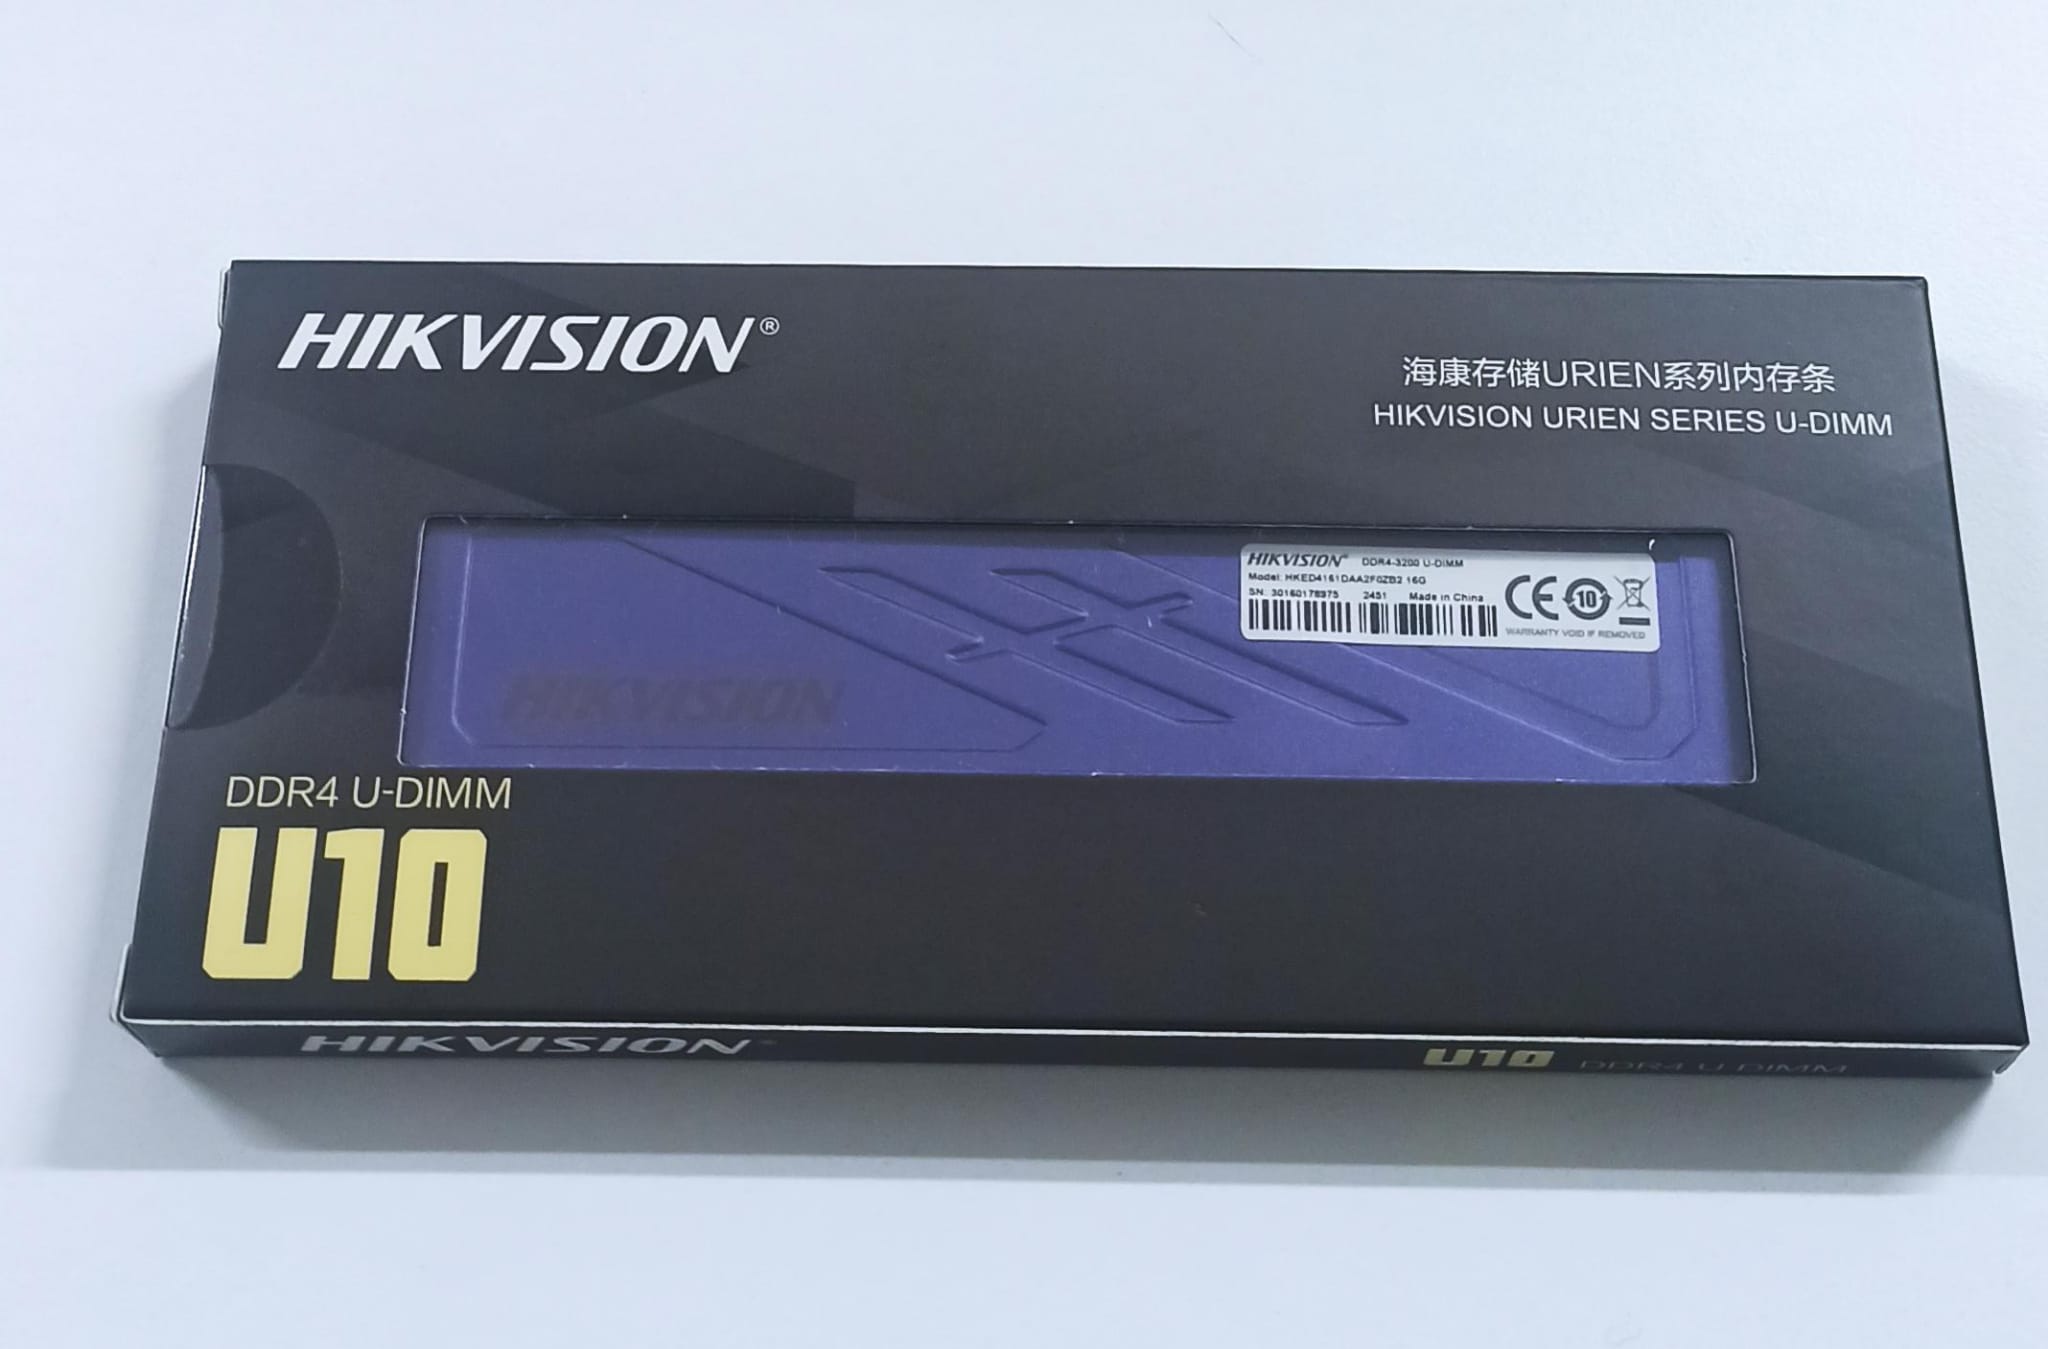 HIKVISION®
海康存储URIEN系列内存条
HIKVISION URIEN SERIES U-DIMM
HIKVISION® DDR4-3200 U-DIMM
Model: HKED4161DAA2F0ZB2 16G
SN: 30160178975 2451 Made in China
CE 10
WARRANTY VOID IF REMOVED
HIKVISION
DDR4 U-DIMM
U10
HIKVISION
U10 DDR4 U-DIMM